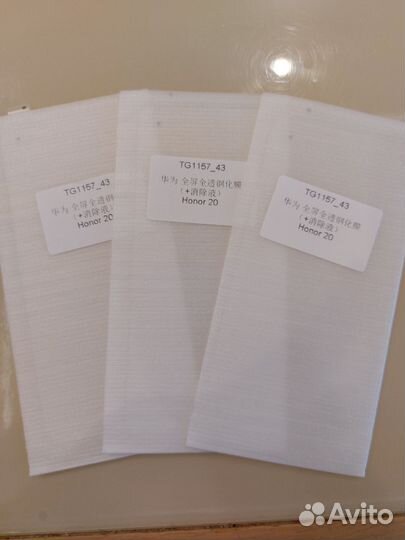 TG1157_43
华为 全屏全透钢化膜
（+消除液）
Honor 20
TG1157_43
华为 全屏全透钢化膜
（+消除液）
Honor 20
TG1157_43
华为 全屏全透钢化膜
（+消除液）
Honor 20
Avito